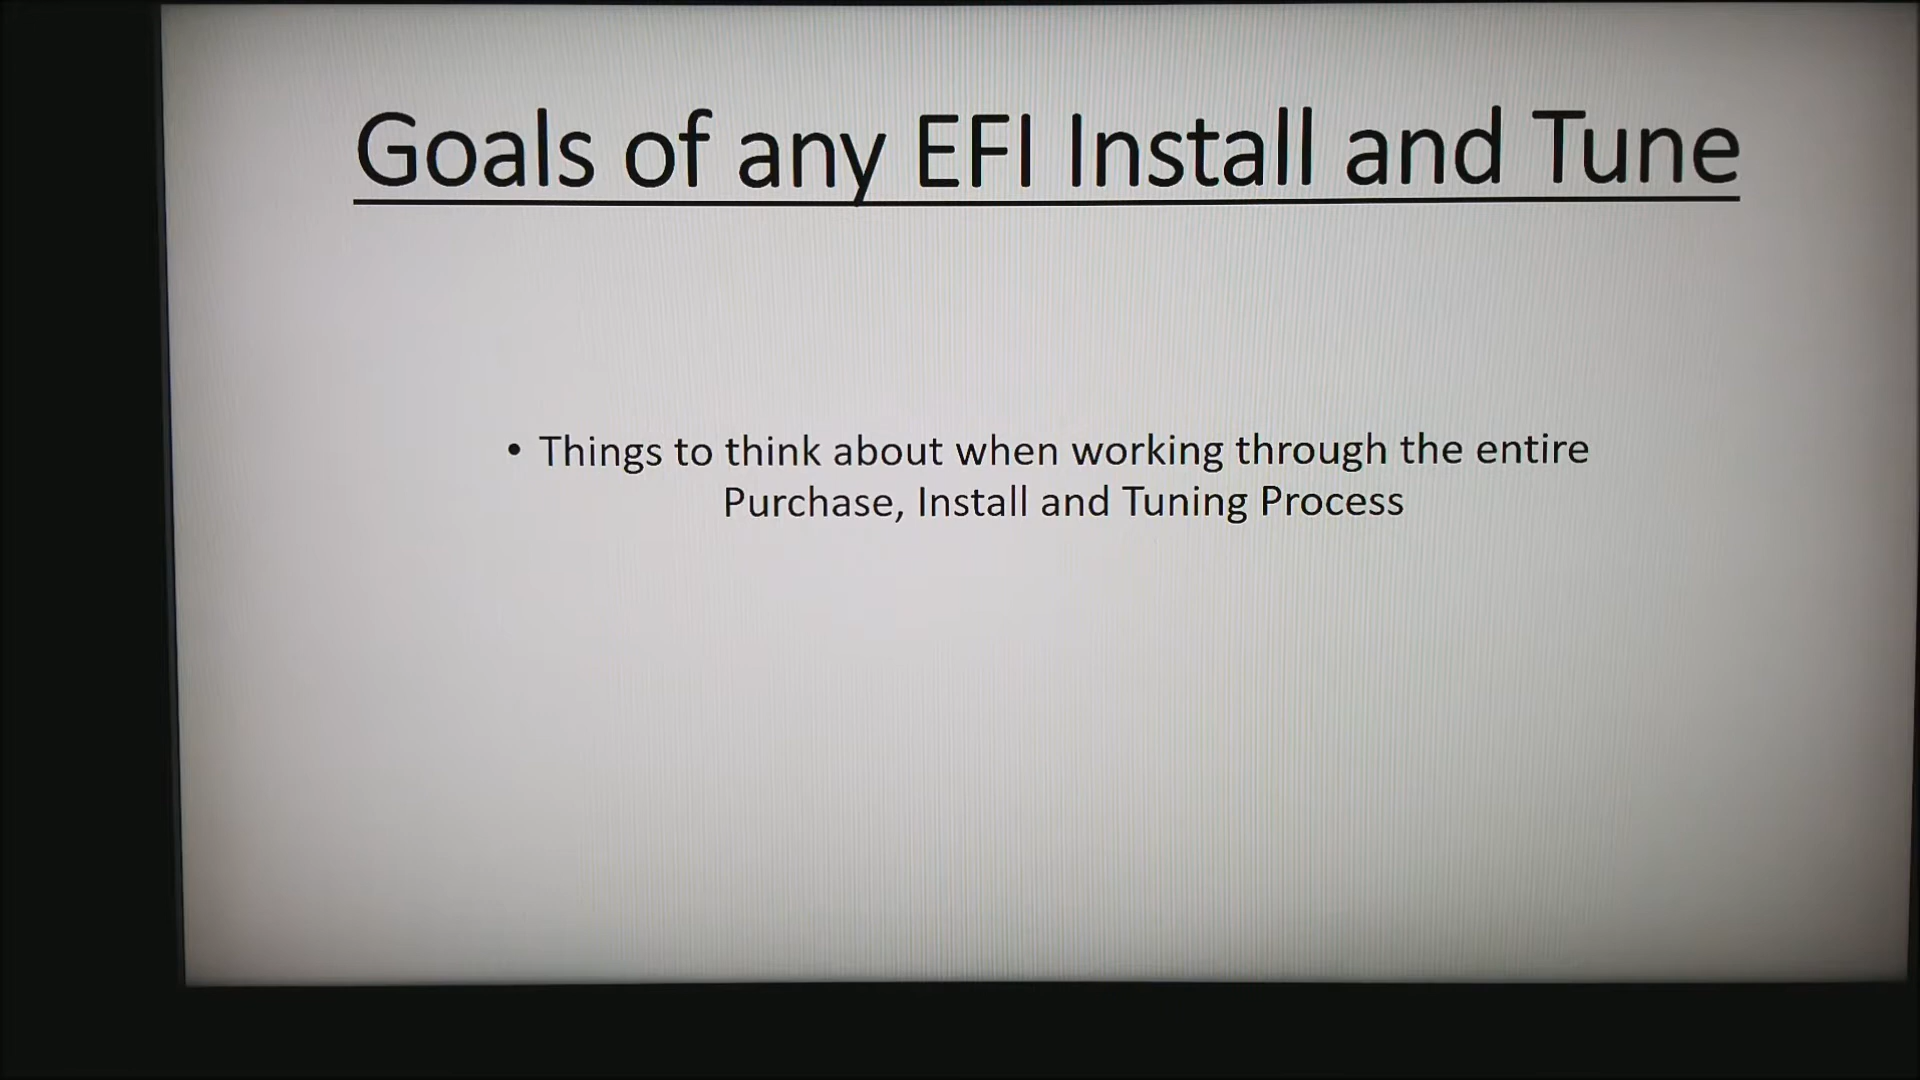 Goals of any EFI Install and Tune
• Things to think about when working through the entire
Purchase, Install and Tuning Process